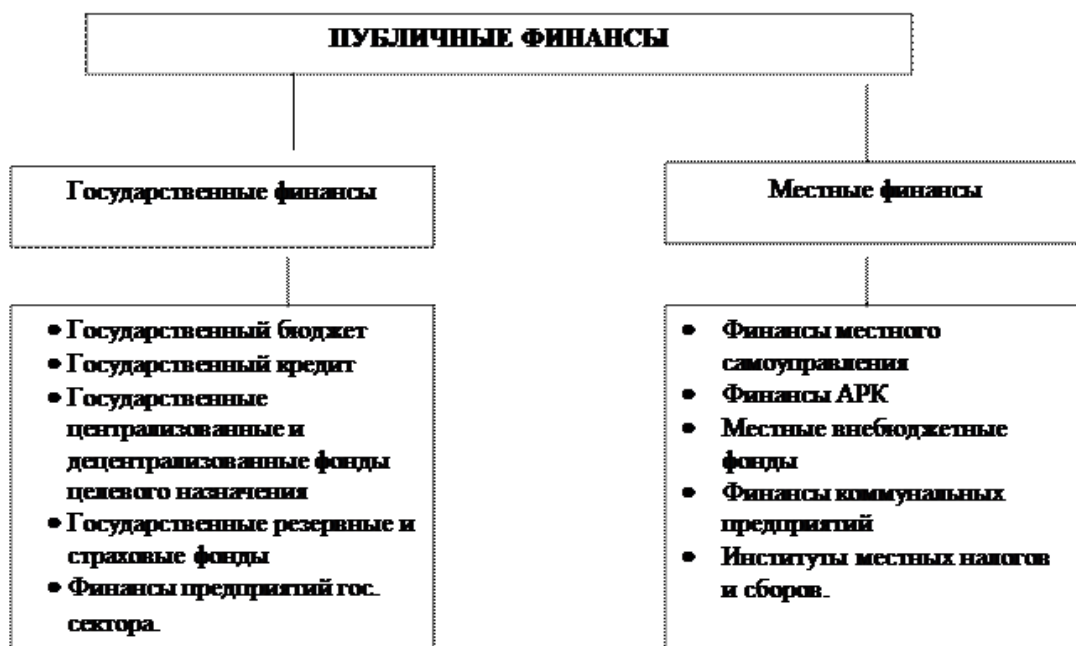 ПУБЛИЧНЫЕ ФИНАНСЫ
Государственные финансы
Местные финансы
• Государственный бюджет
• Государственный кредит
• Государственные
централизованные и
децентрализованные фонды
целевого назначения
• Государственные резервные и
страховые фонды
• Финансы предприятий гос.
сектора.
• Финансы местного
самоуправления
• Финансы АРК
• Местные внебюджетные
фонды
• Финансы коммунальных
предприятий
• Институты местных налогов
и сборов.